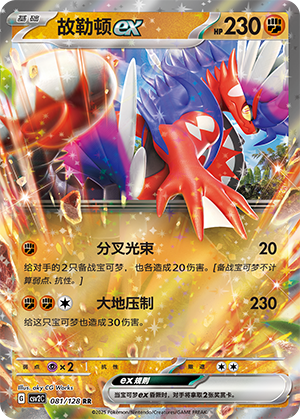 基础
故勒顿ex
HP 230
分叉光束 20
给对手的2只备战宝可梦，也各造成20伤害。[备战宝可梦不计
算弱点、抗性。]
大地压制 230
给这只宝可梦也造成30伤害。
弱点 ×2 抗性 撤退
ex规则
当宝可梦ex昏厥时，对手将拿取2张奖赏卡。
Illus. aky CG Works
G CSV2C 081/128 RR
©2025 Pokémon/Nintendo/Creatures/GAME FREAK.